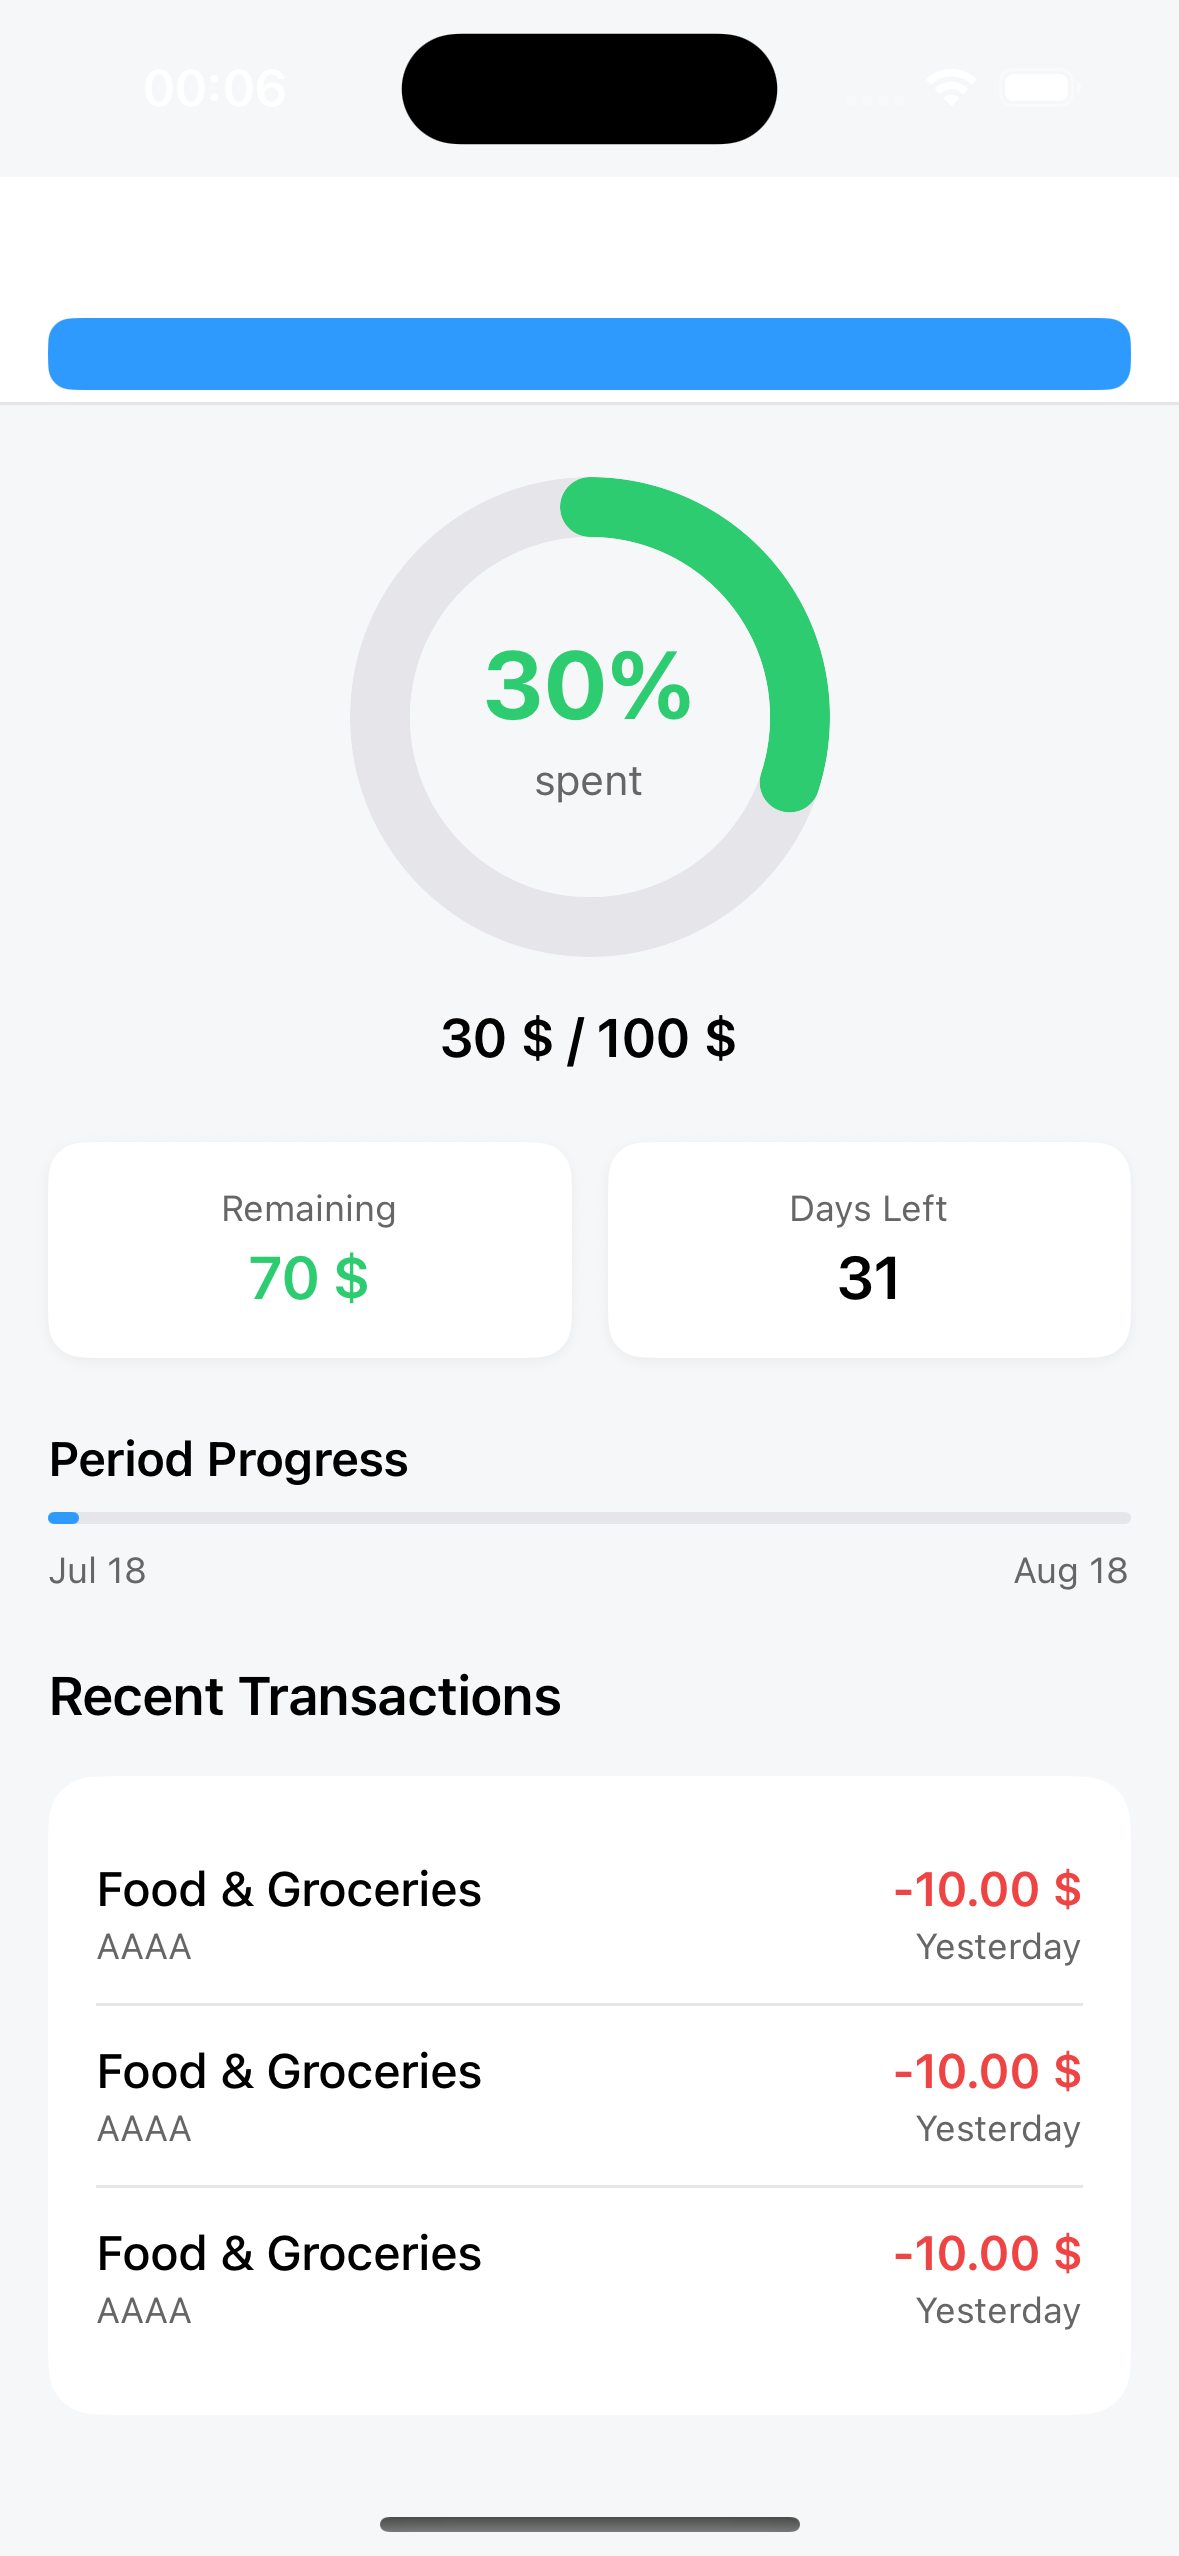 00:06
30%
spent
30 $ / 100 $
Remaining
70 $
Days Left
31
Period Progress
Jul 18
Aug 18
Recent Transactions
Food & Groceries
-10.00 $
AAAA
Yesterday
Food & Groceries
-10.00 $
AAAA
Yesterday
Food & Groceries
-10.00 $
AAAA
Yesterday